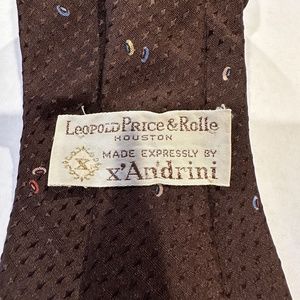 Leopold Price & Rolle
HOUSTON
X
MADE EXPRESSLY BY
x'Andrini